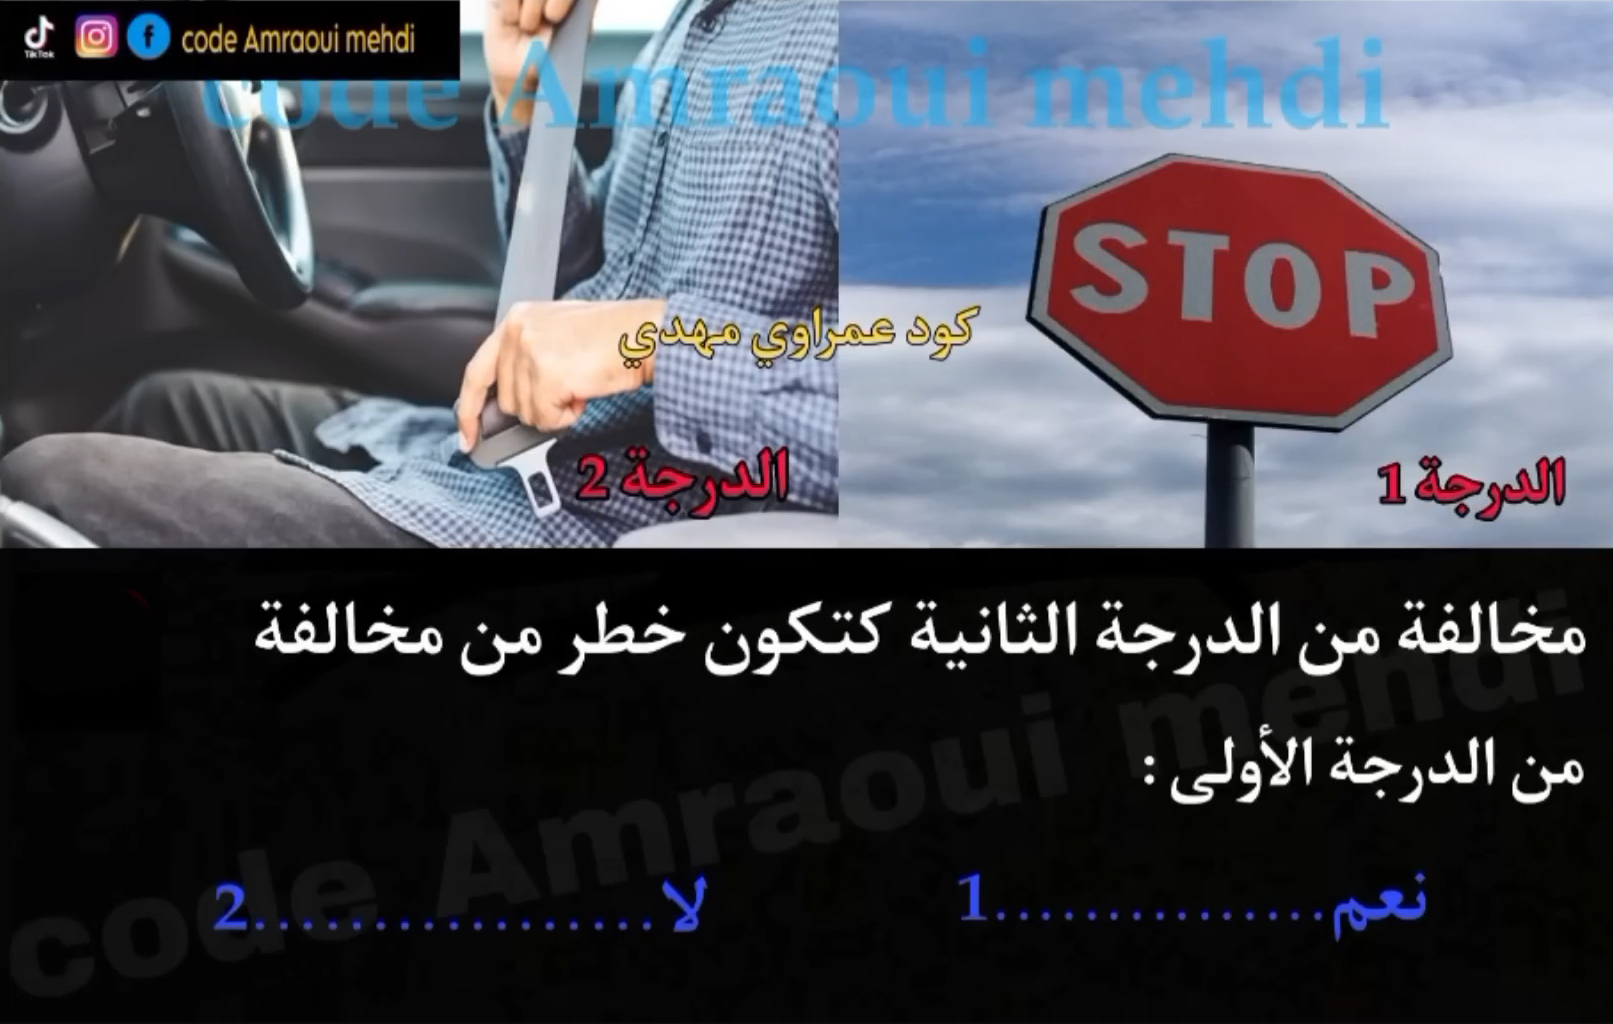 TikTok
code Amraoui mehdi
code Amraoui mehdi
STOP
كود عمراوي مهدي
الدرجة 1
الدرجة 2
مخالفة من الدرجة الثانية كتكون خطر من مخالفة
من الدرجة الأولى :
نعم...............1
لا.................2
code Amraoui mehdi